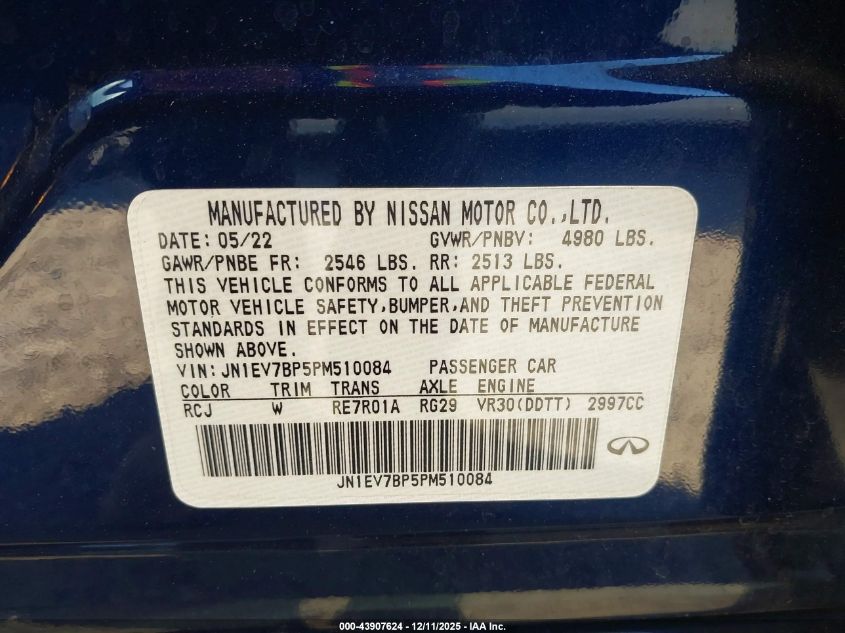 MANUFACTURED BY NISSAN MOTOR CO.,LTD.
DATE: 05/22 GVWR/PNBV: 4980 LBS.
GAWR/PNBE FR: 2546 LBS. RR: 2513 LBS.
THIS VEHICLE CONFORMS TO ALL APPLICABLE FEDERAL
MOTOR VEHICLE SAFETY,BUMPER,AND THEFT PREVENTION
STANDARDS IN EFFECT ON THE DATE OF MANUFACTURE
SHOWN ABOVE.
VIN: JN1EV7BP5PM510084 PASSENGER CAR
COLOR TRIM TRANS AXLE ENGINE
RCJ W RE7R01A RG29 VR30(DDTT) 2997CC
JN1EV7BP5PM510084
000-43907624 - 12/11/2025 - IAA Inc.